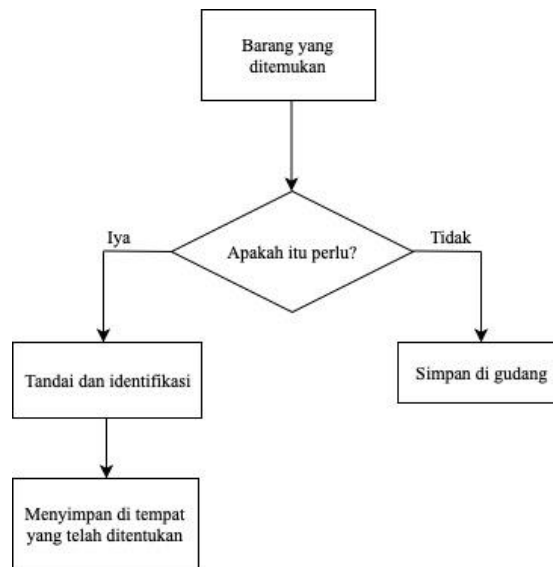 Barang yang
ditemukan
Apakah itu perlu?
Iya
Tidak
Tandai dan identifikasi
Simpan di gudang
Menyimpan di tempat
yang telah ditentukan